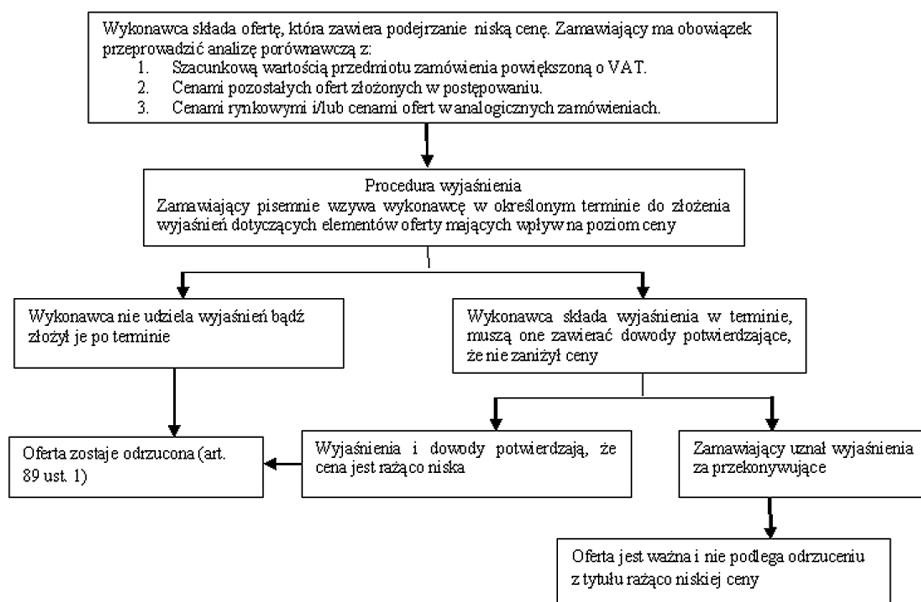 Wykonawca składa ofertę, która zawiera podejrzanie niską cenę. Zamawiający ma obowiązek
przeprowadzić analizę porównawczą z:
1. Szacunkową wartością przedmiotu zamówienia powiększoną o VAT.
2. Cenami pozostałych ofert złożonych w postępowaniu.
3. Cenami rynkowymi i/lub cenami ofert w analogicznych zamówieniach.
Procedura wyjaśnienia
Zamawiający pisemnie wzywa wykonawcę w określonym terminie do złożenia
wyjaśnień dotyczących elementów oferty mających wpływ na poziom ceny
Wykonawca nie udziela wyjaśnień bądź
złożył je po terminie
Wykonawca składa wyjaśnienia w terminie,
muszą one zawierać dowody potwierdzające,
że nie zaniżył ceny
Oferta zostaje odrzucona (art.
89 ust. 1)
Wyjaśnienia i dowody potwierdzają, że
cena jest rażąco niska
Zamawiający uznał wyjaśnienia
za przekonywujące
Oferta jest ważna i nie podlega odrzuceniu
z tytułu rażąco niskiej ceny